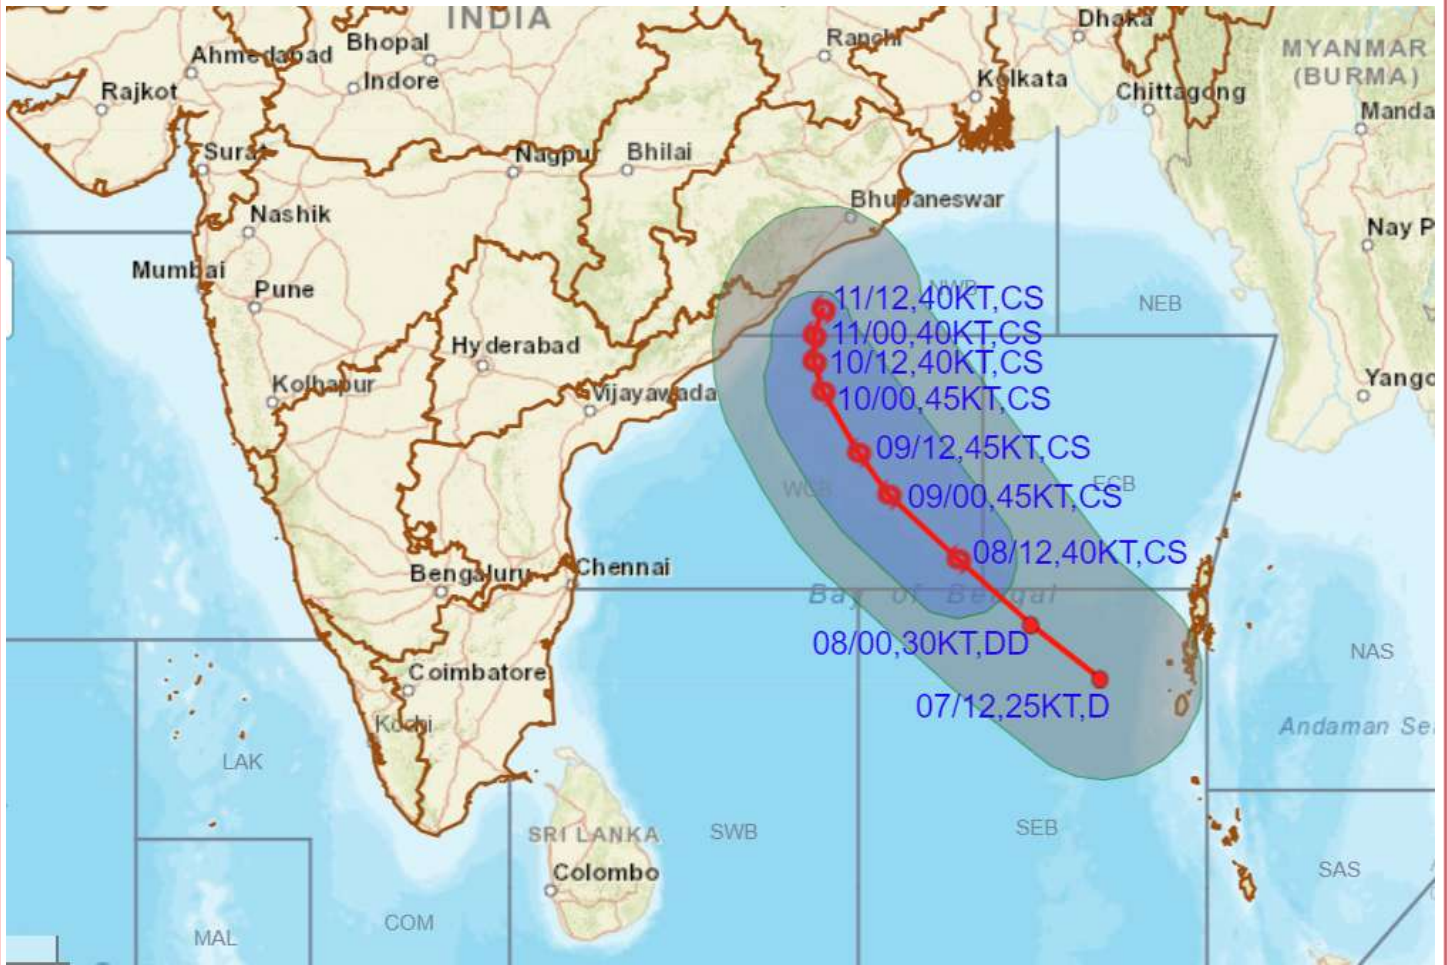 INDIA
Dhaka
Bhopal
Ranchi
Ahmedabad
MYANMAR
(BURMA)
Indore
Kolkata
Rajkot
Chittagong
Manda
Surat
Nagpur
Bhilai
Bhubaneswar
Nashik
Nay P
Mumbai
Pune
NWB
11/12,40KT,CS
NEB
11/00,40KT,CS
Hyderabad
10/12,40KT,CS
Kolhapur
Vijayawada
10/00,45KT,CS
Yango
09/12,45KT,CS
WCB
ECB
09/00,45KT,CS
08/12,40KT,CS
Bengaluru
Chennai
Bay of Bengal
08/00,30KT,DD
NAS
Coimbatore
07/12,25KT,D
Kochi
Andaman Se
LAK
SRI LANKA
SWB
SEB
Colombo
SAS
COM
MAL